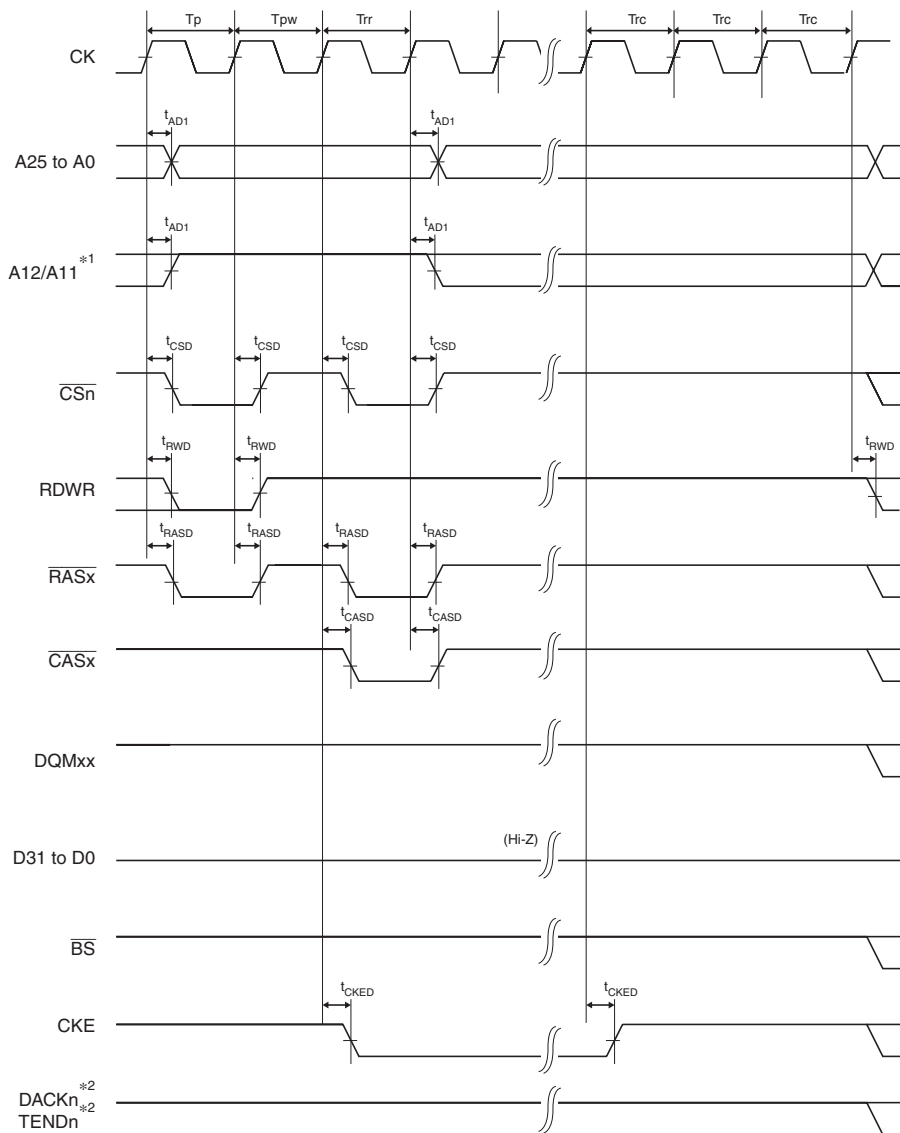 Tp Tpw Trr Trc Trc Trc
CK
tAD1 tAD1
A25 to A0
tAD1 tAD1
A12/A11 *1
tCSD tCSD tCSD tCSD
CSn
tRWD tRWD tRWD
RDWR
tRASD tRASD tRASD tRASD
RASx
tCASD tCASD
CASx
DQMxx
(Hi-Z)
D31 to D0
BS
tCKED tCKED
CKE
DACKn *2
TENDn *2